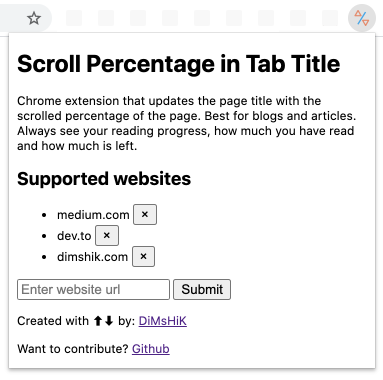 Scroll Percentage in Tab Title
Chrome extension that updates the page title with the
scrolled percentage of the page. Best for blogs and articles.
Always see your reading progress, how much you have read
and how much is left.
Supported websites
• medium.com ×
• dev.to ×
• dimshik.com ×
Enter website url Submit
Created with ⬆⬇ by: DiMsHiK
Want to contribute? Github